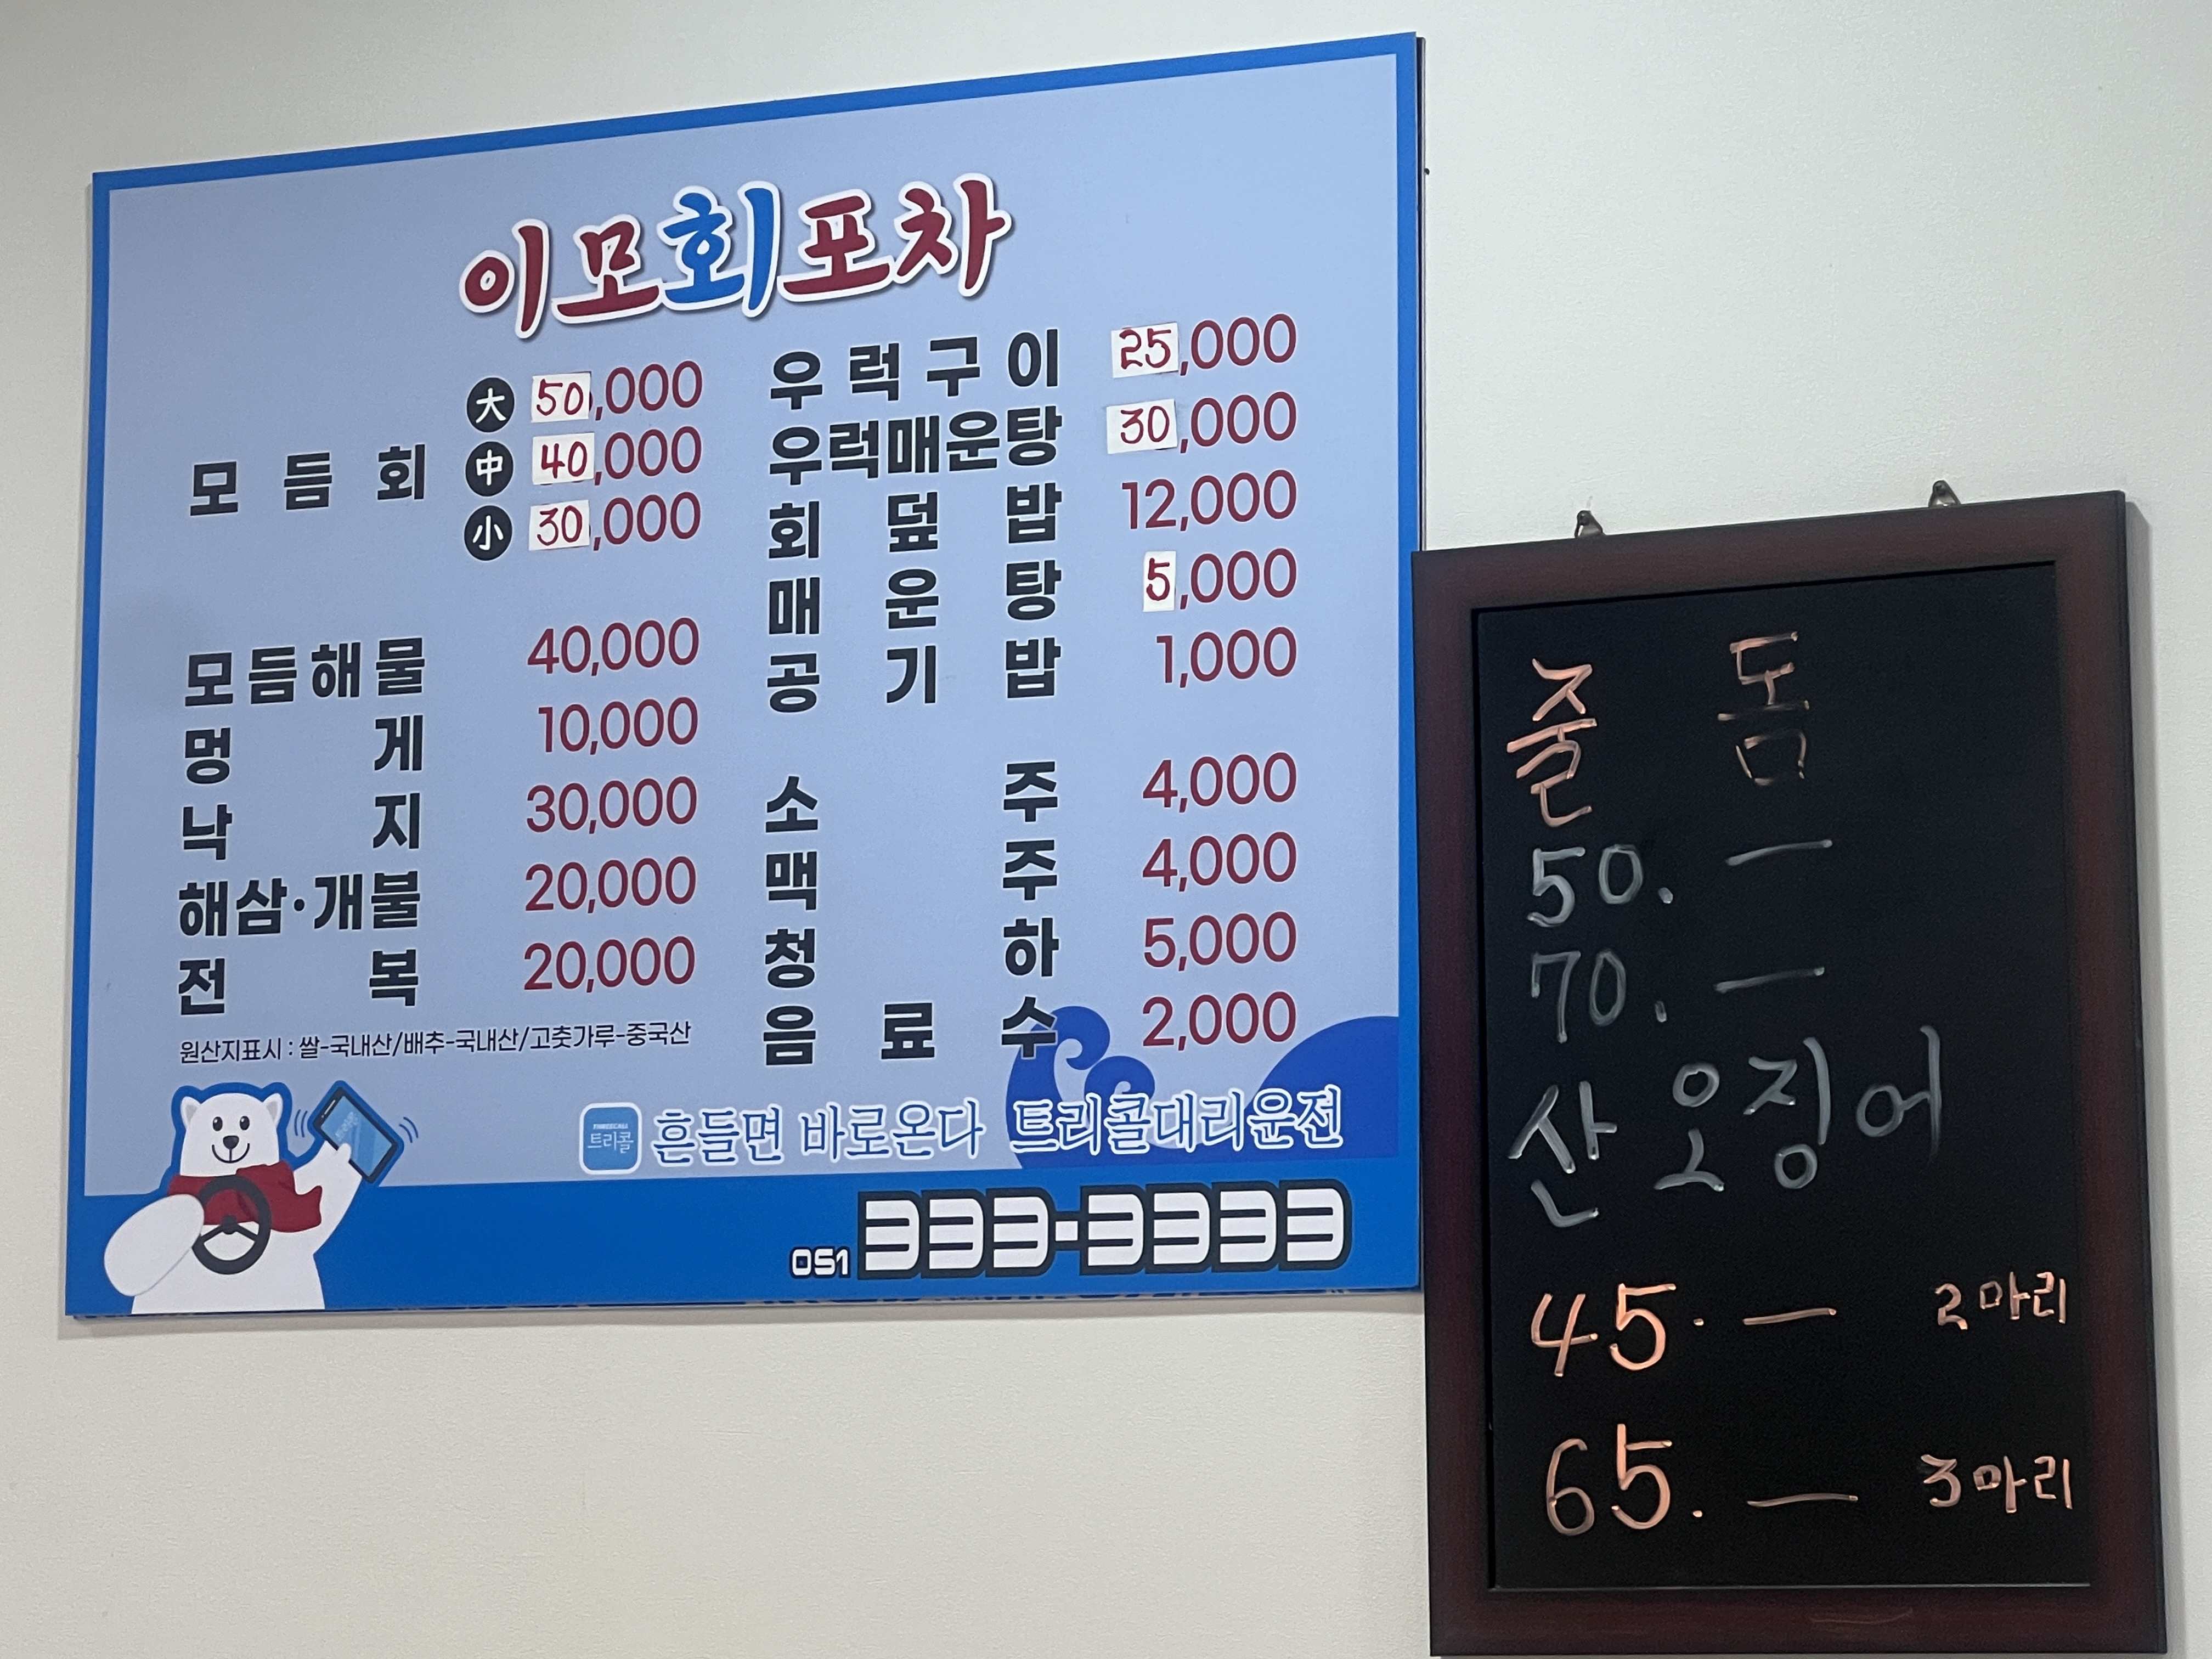 이모회포차
모듬회 大 50,000
中 40,000
小 30,000
모듬해물 40,000
멍게 10,000
낙지 30,000
해삼·개불 20,000
전복 20,000
원산지표시 : 쌀-국내산/배추-국내산/고춧가루-중국산
우럭구이 25,000
우럭매운탕 30,000
회덮밥 12,000
매운탕 5,000
공기밥 1,000
소주 4,000
맥주 4,000
청하 5,000
음료수 2,000
트리콜 흔들면 바로온다 트리콜대리운전
051 333-3333
줄 돔
50. —
70. —
산 오징어
45. — 2마리
65. — 3마리